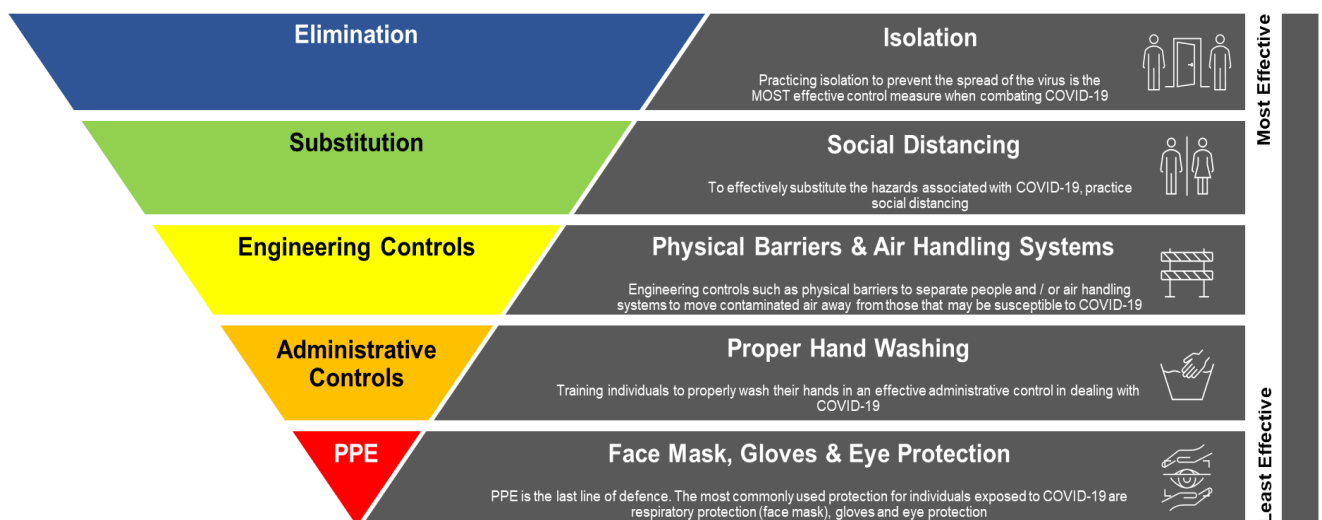 Elimination
Isolation
Practicing isolation to prevent the spread of the virus is the
MOST effective control measure when combating COVID-19
Most Effective
Substitution
Social Distancing
To effectively substitute the hazards associated with COVID-19, practice
social distancing
Engineering Controls
Physical Barriers & Air Handling Systems
Engineering controls such as physical barriers to separate people and / or air handling
systems to move contaminated air away from those that may be susceptible to COVID-19
Administrative
Controls
Proper Hand Washing
Training individuals to properly wash their hands in an effective administrative control in dealing with
COVID-19
Least Effective
PPE
Face Mask, Gloves & Eye Protection
PPE is the last line of defence. The most commonly used protection for individuals exposed to COVID-19 are
respiratory protection (face mask), gloves and eye protection